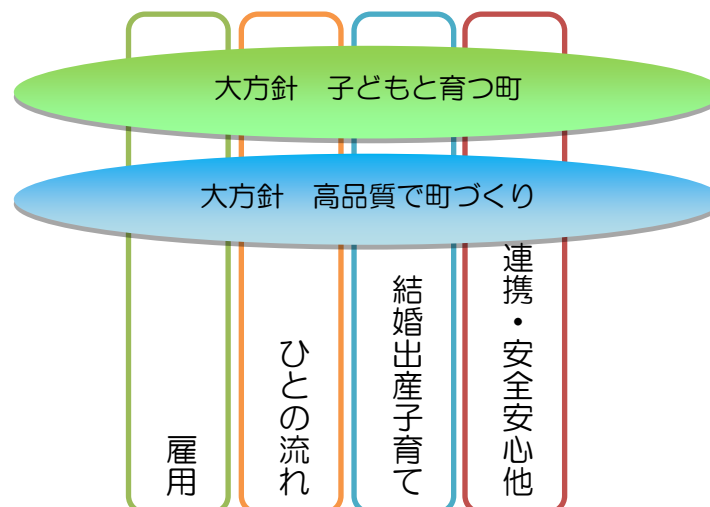 大方針　子どもと育つ町
大方針　高品質で町づくり
雇用
ひとの流れ
結婚出産子育て
連携・安全安心他